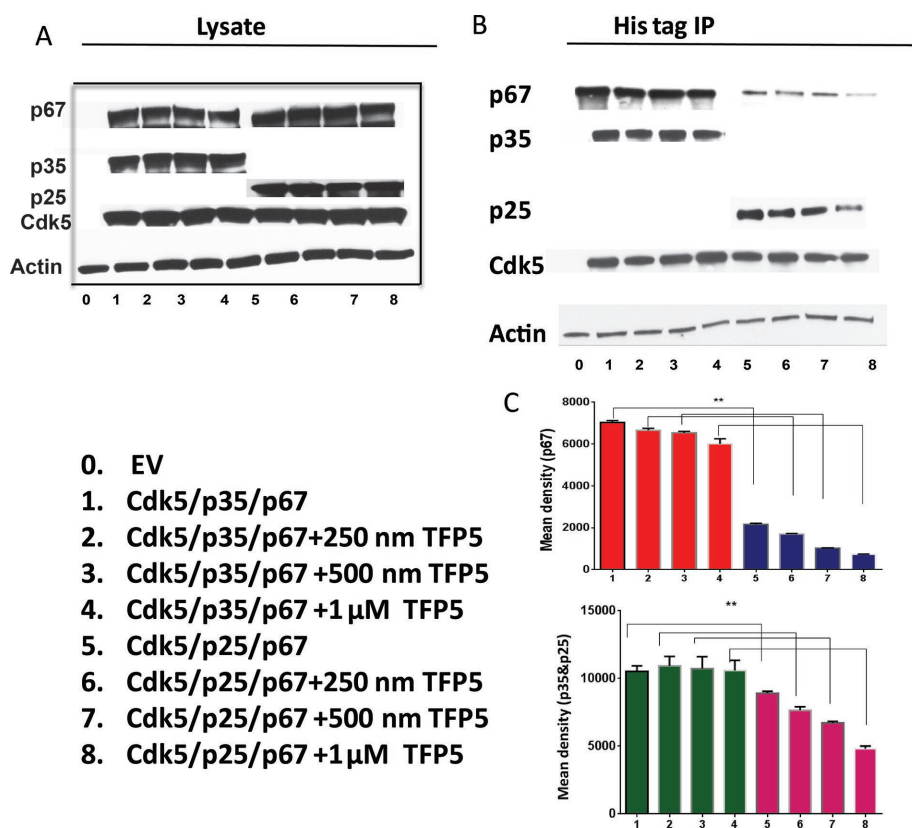 A
Lysate
p67
p35
p25
Cdk5
Actin
0 1 2 3 4 5 6 7 8
B
His tag IP
p67
p35
p25
Cdk5
Actin
0 1 2 3 4 5 6 7 8
0. EV
1. Cdk5/p35/p67
2. Cdk5/p35/p67+250 nm TFP5
3. Cdk5/p35/p67 +500 nm TFP5
4. Cdk5/p35/p67 +1 μM TFP5
5. Cdk5/p25/p67
6. Cdk5/p25/p67+250 nm TFP5
7. Cdk5/p25/p67 +500 nm TFP5
8. Cdk5/p25/p67 +1 μM TFP5
C
Mean density (p67)
8000
6000
4000
2000
0
**
1 2 3 4 5 6 7 8
Mean density (p35&p25)
15000
10000
5000
0
**
1 2 3 4 5 6 7 8